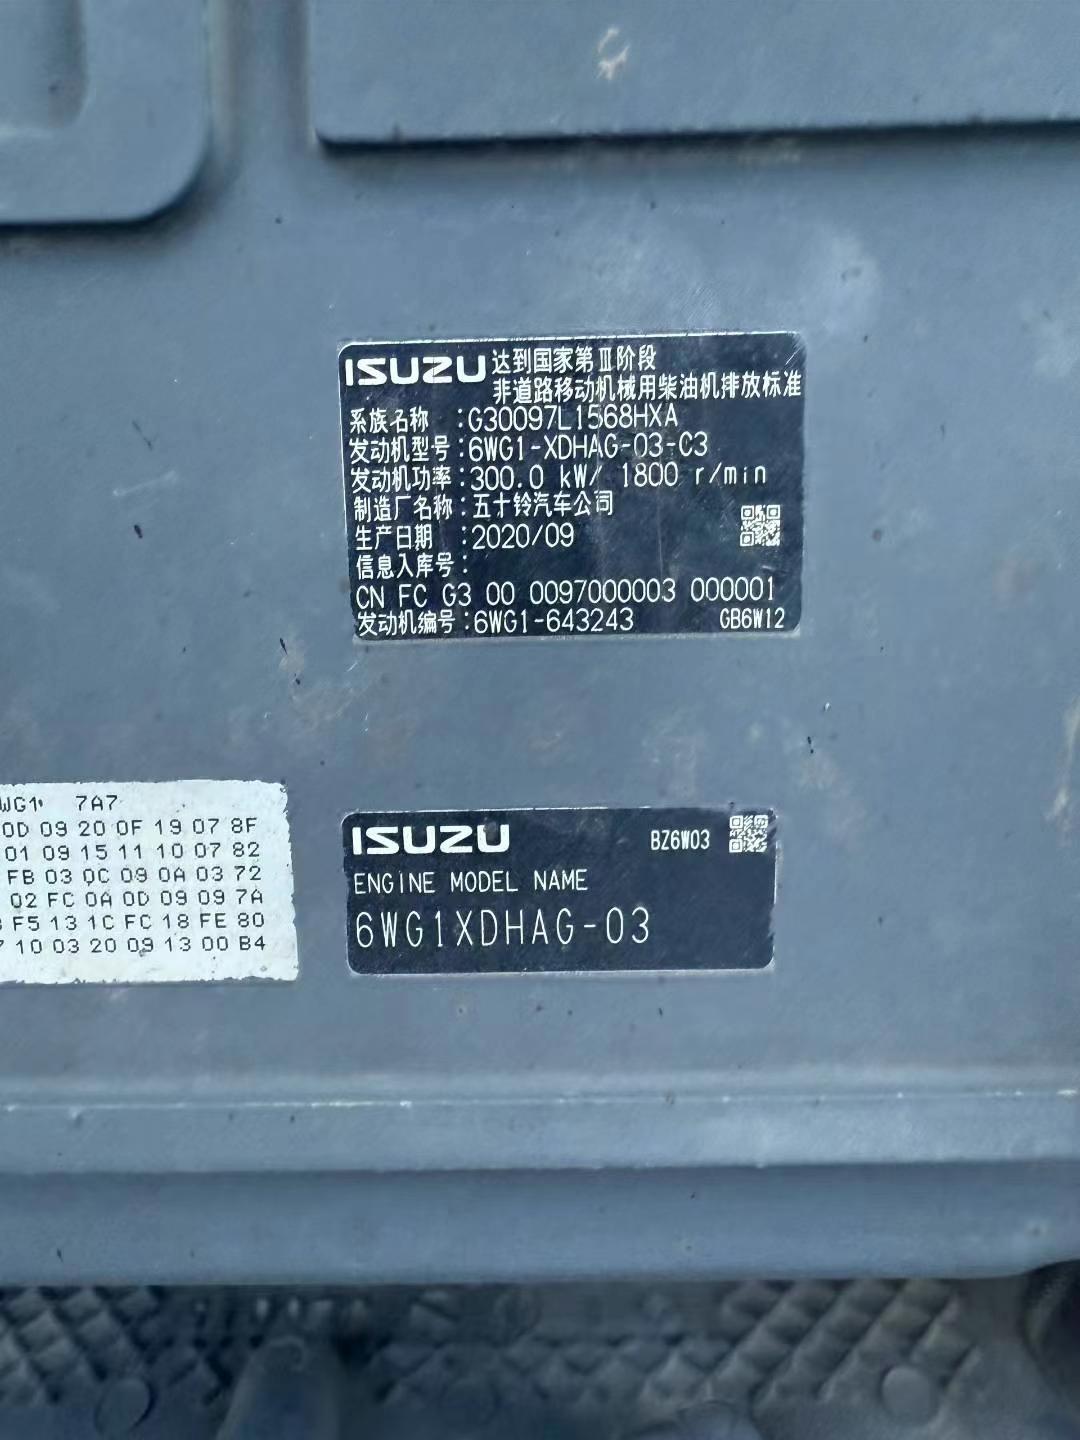 ISUZU 达到国家第Ⅲ阶段
非道路移动机械用柴油机排放标准
系族名称 :G30097L1568HXA
发动机型号:6WG1-XDHAG-03-C3
发动机功率:300.0 kW/ 1800 r/min
制造厂名称:五十铃汽车公司
生产日期 :2020/09
信息入库号:
CN FC G3 00 0097000003 000001
发动机编号:6WG1-643243 GB6W12
WG1 7A7
0D 09 20 0F 19 07 8F
01 09 15 11 10 07 82
FB 03 0C 09 0A 03 72
02 FC 0A 0D 09 09 7A
F5 13 1C FC 18 FE 80
10 03 20 09 13 00 B4
ISUZU BZ6W03
ENGINE MODEL NAME
6WG1XDHAG-03